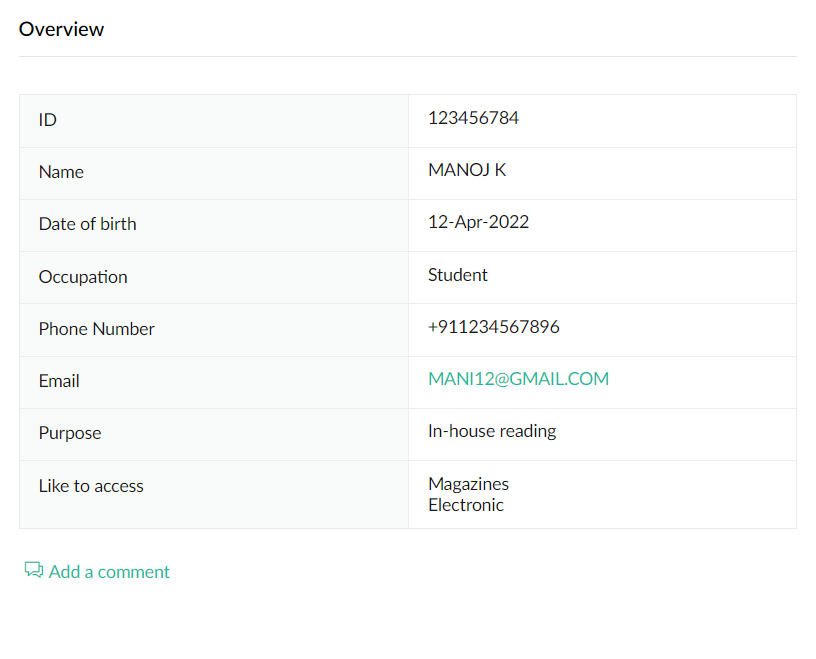 Overview
ID 123456784
Name MANOJ K
Date of birth 12-Apr-2022
Occupation Student
Phone Number +911234567896
Email MANI12@GMAIL.COM
Purpose In-house reading
Like to access Magazines
Electronic
Add a comment